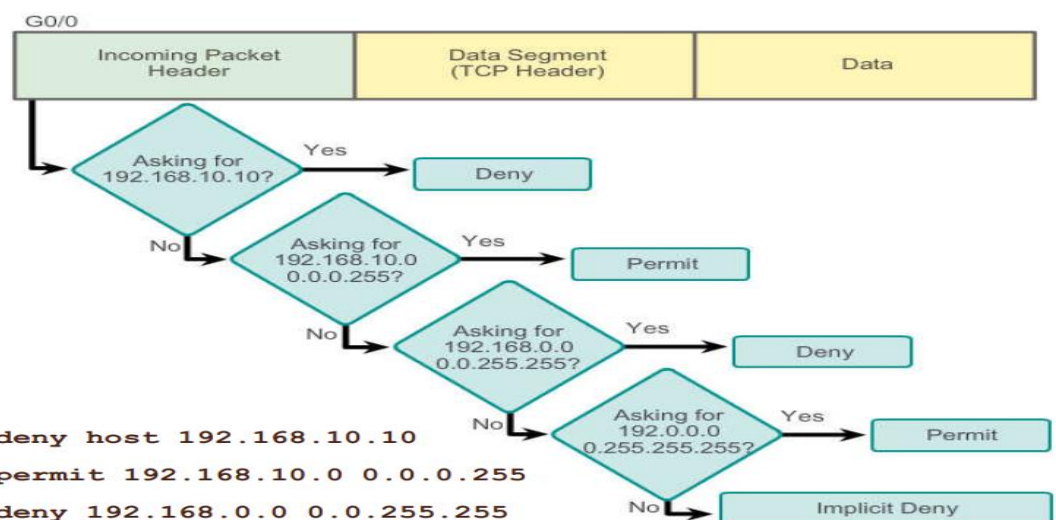 G0/0
Incoming Packet
Header
Data Segment
(TCP Header)
Data
Asking for
192.168.10.10?
Yes
Deny
No
Asking for
192.168.10.0
0.0.0.255?
Yes
Permit
No
Asking for
192.168.0.0
0.0.255.255?
Yes
Deny
No
Asking for
192.0.0.0
0.255.255.255?
Yes
Permit
No
Implicit Deny
deny host 192.168.10.10
permit 192.168.10.0 0.0.0.255
deny 192.168.0.0 0.0.255.255